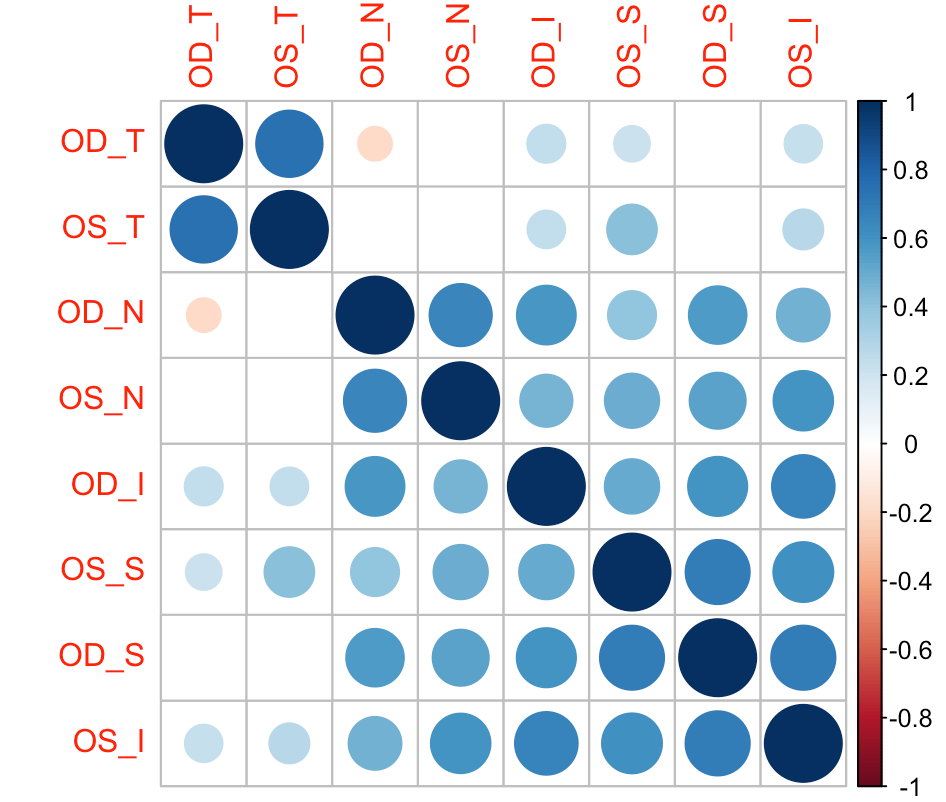 OD_T OS_T OD_N OS_N OD_I OS_S OD_S OS_I
OD_T
OS_T
OD_N
OS_N
OD_I
OS_S
OD_S
OS_I
1
0.8
0.6
0.4
0.2
0
-0.2
-0.4
-0.6
-0.8
-1